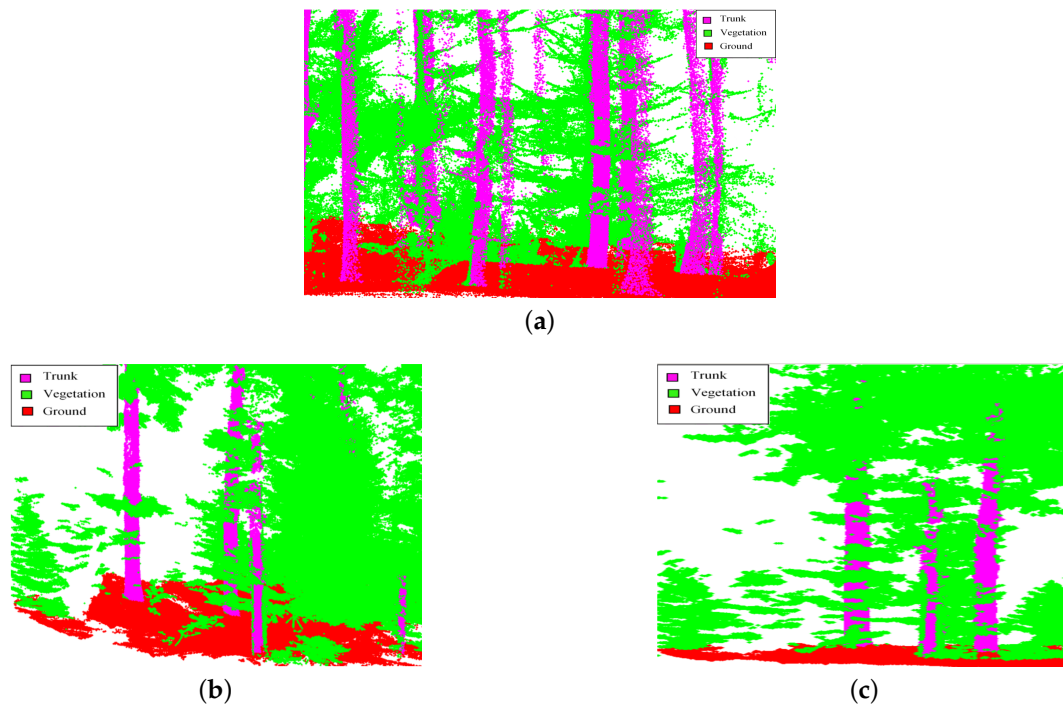 Trunk
Vegetation
Ground
(a)
Trunk
Vegetation
Ground
Trunk
Vegetation
Ground
(b)
(c)